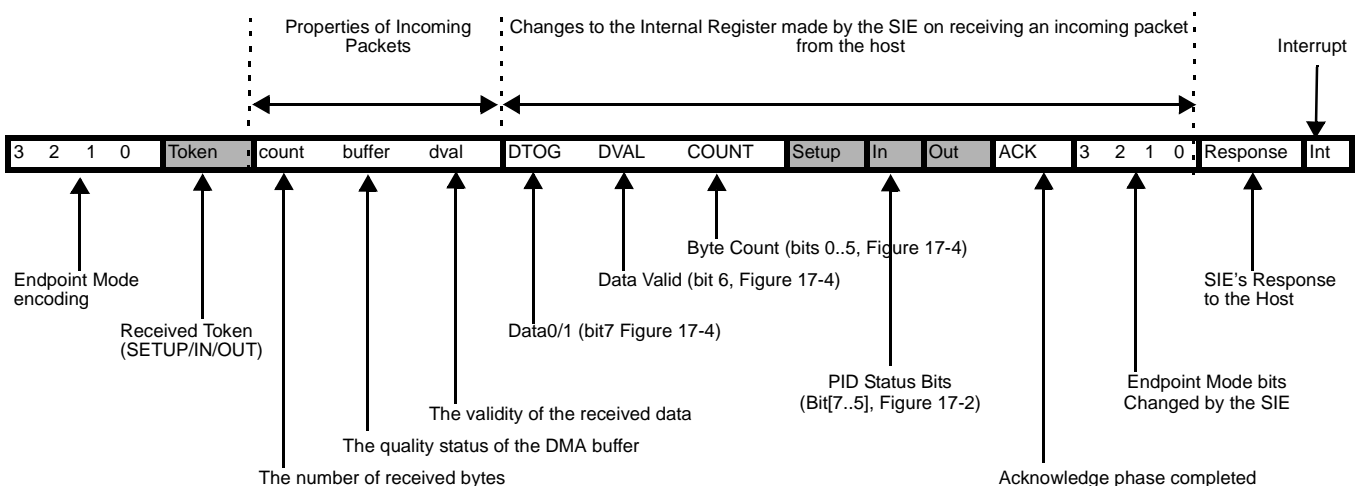 Properties of Incoming
Packets
Changes to the Internal Register made by the SIE on receiving an incoming packet
from the host
Interrupt
3 2 1 0 Token count buffer dval DTOG DVAL COUNT Setup In Out ACK 3 2 1 0 Response Int
Byte Count (bits 0..5, Figure 17-4)
Endpoint Mode
encoding
Data Valid (bit 6, Figure 17-4)
SIE's Response
to the Host
Received Token
(SETUP/IN/OUT)
Data0/1 (bit7 Figure 17-4)
PID Status Bits
(Bit[7..5], Figure 17-2)
Endpoint Mode bits
Changed by the SIE
The validity of the received data
The quality status of the DMA buffer
The number of received bytes
Acknowledge phase completed